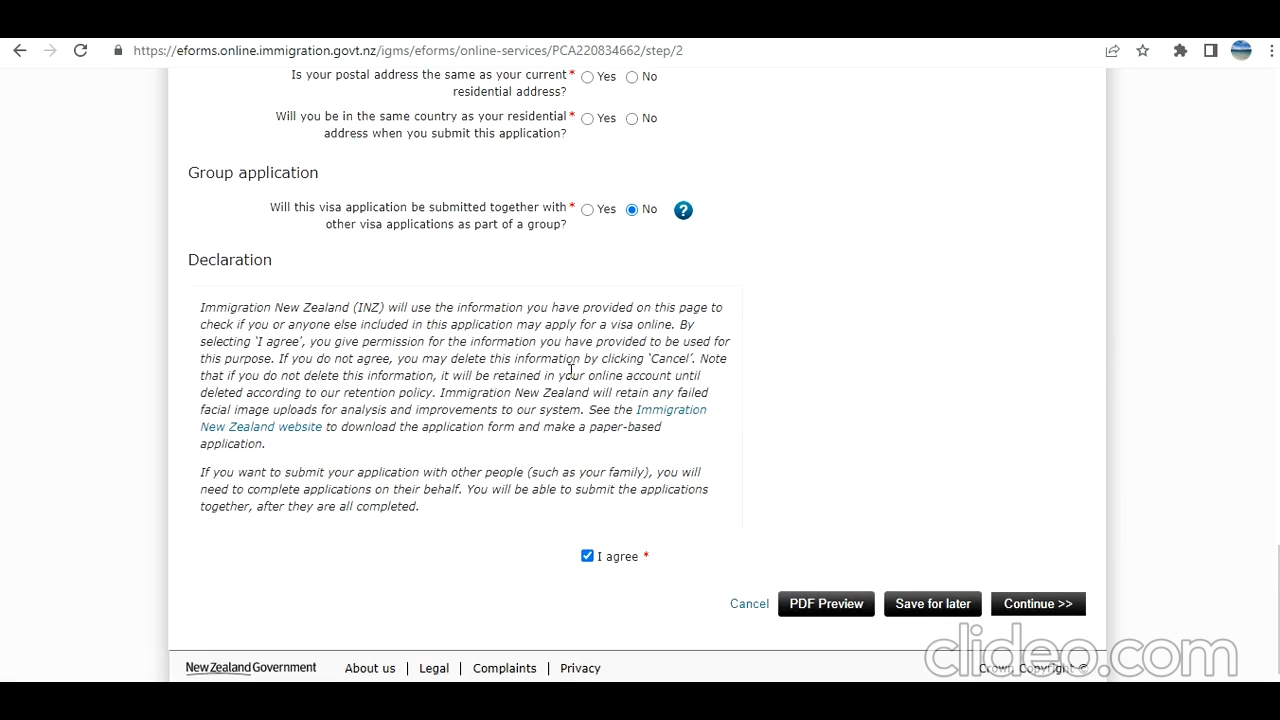 https://eforms.online.immigration.govt.nz/igms/eforms/online-services/PCA220834662/step/2
Is your postal address the same as your current * Yes No
residential address?
Will you be in the same country as your residential * Yes No
address when you submit this application?
Group application
Will this visa application be submitted together with * Yes No ?
other visa applications as part of a group?
Declaration
Immigration New Zealand (INZ) will use the information you have provided on this page to
check if you or anyone else included in this application may apply for a visa online. By
selecting ‘I agree’, you give permission for the information you have provided to be used for
this purpose. If you do not agree, you may delete this information by clicking ‘Cancel’. Note
that if you do not delete this information, it will be retained in your online account until
deleted according to our retention policy. Immigration New Zealand will retain any failed
facial image uploads for analysis and improvements to our system. See the Immigration
New Zealand website to download the application form and make a paper-based
application.
If you want to submit your application with other people (such as your family), you will
need to complete applications on their behalf. You will be able to submit the applications
together, after they are all completed.
I agree *
Cancel PDF Preview Save for later Continue >>
New Zealand Government About us | Legal | Complaints | Privacy Crown Copyright ©
clideo.com